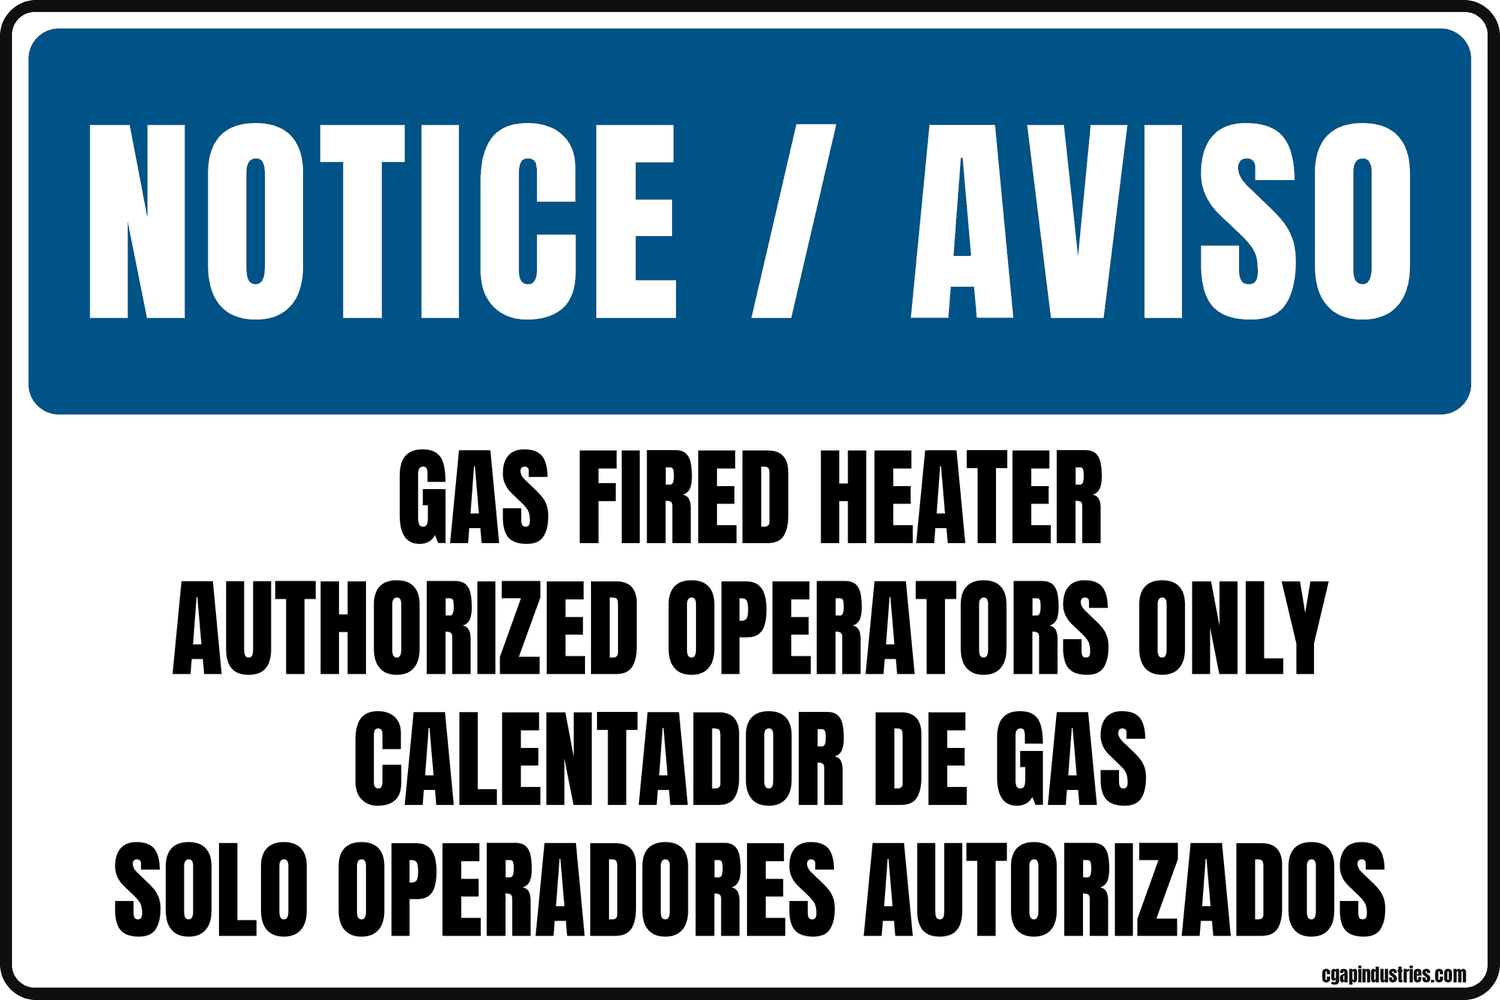 NOTICE / AVISO
GAS FIRED HEATER
AUTHORIZED OPERATORS ONLY
CALENTADOR DE GAS
SOLO OPERADORES AUTORIZADOS
cgapindustries.com